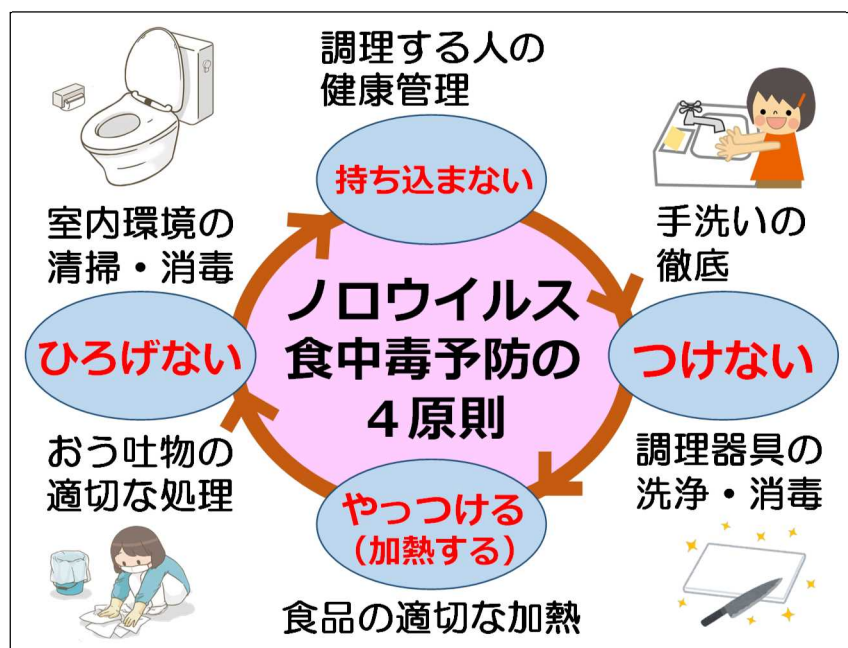 調理する人の
健康管理
持ち込まない
手洗いの
徹底
つけない
調理器具の
洗浄・消毒
やっつける
（加熱する）
食品の適切な加熱
室内環境の
清掃・消毒
ひろげない
おう吐物の
適切な処理
ノロウイルス
食中毒予防の
４原則